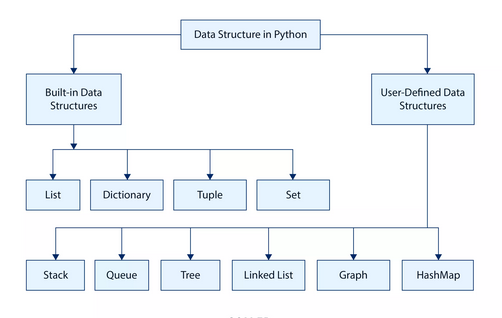 Data Structure in Python
Built-in Data
Structures
User-Defined Data
Structures
List
Dictionary
Tuple
Set
Stack
Queue
Tree
Linked List
Graph
HashMap